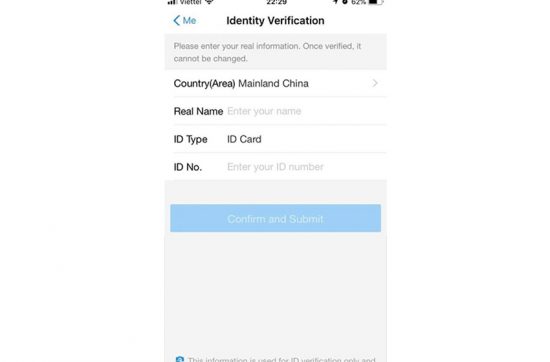 Viettel 22:29 62%
Me Identity Verification
Please enter your real information. Once verified, it
cannot be changed.
Country(Area) Mainland China
Real Name Enter your name
ID Type ID Card
ID No. Enter your ID number
Confirm and Submit
This information is used for ID verification only and